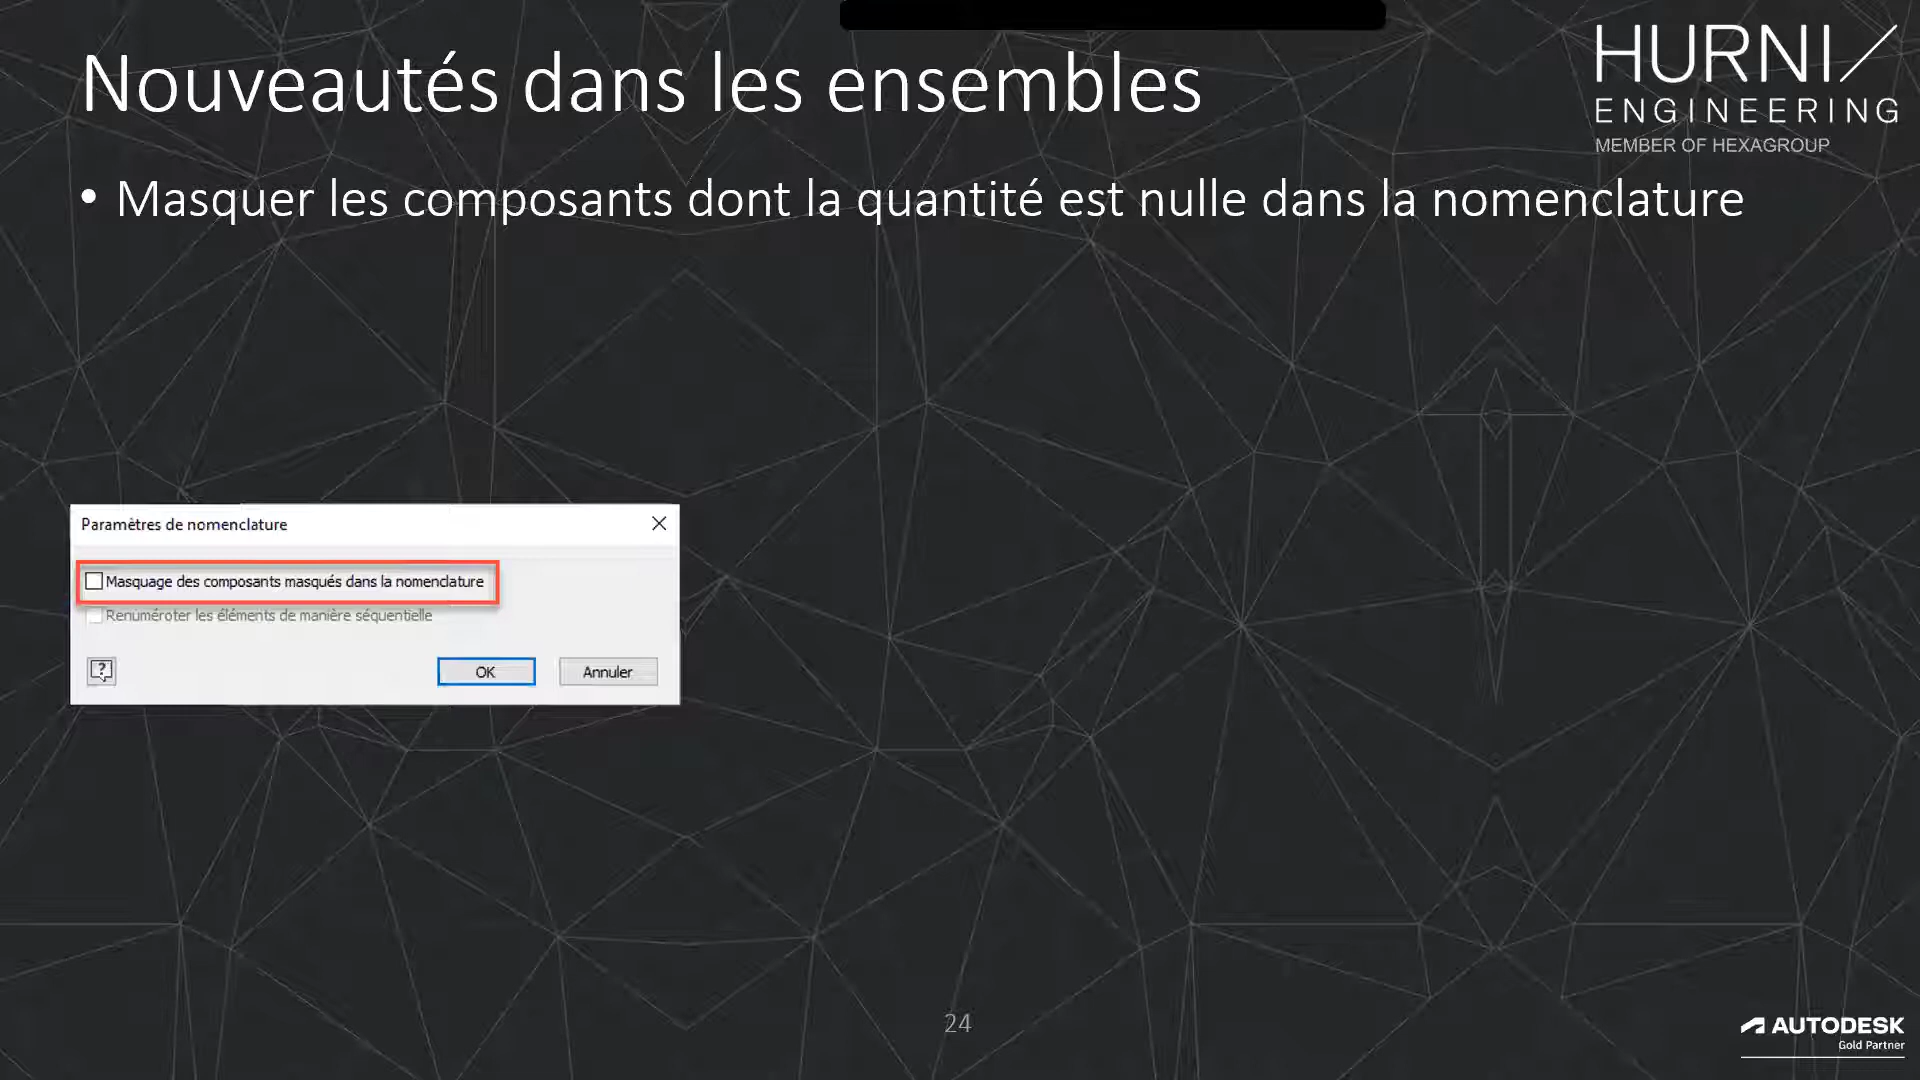 Nouveautés dans les ensembles
HURNI
ENGINEERING
MEMBER OF HEXAGROUP
• Masquer les composants dont la quantité est nulle dans la nomenclature
Paramètres de nomenclature
Masquage des composants masqués dans la nomenclature
Renuméroter les éléments de manière séquentielle
?
OK
Annuler
24
AUTODESK
Gold Partner